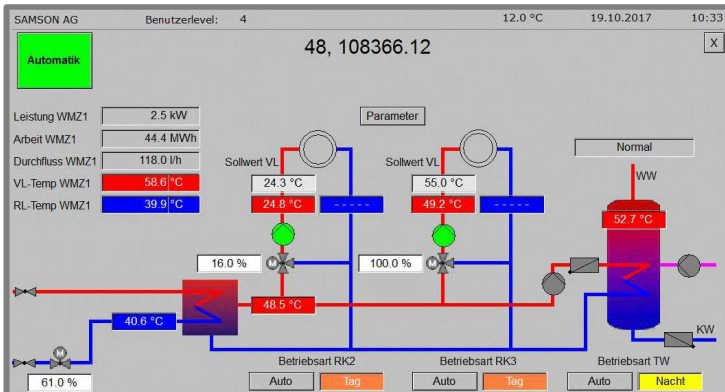 SAMSON AG Benutzerlevel: 4 12.0 °C 19.10.2017 10:33
Automatik
48, 108366.12
X
Leistung WMZ1 2.5 kW
Arbeit WMZ1 44.4 MWh
Durchfluss WMZ1 118.0 l/h
VL-Temp WMZ1 58.6 °C
RL-Temp WMZ1 39.9 °C
Parameter
Sollwert VL
24.3 °C
24.8 °C
- - - - -
M
16.0 %
Sollwert VL
55.0 °C
49.2 °C
- - - - -
M
100.0 %
Normal
WW
52.7 °C
48.5 °C
40.6 °C
M
61.0 %
KW
Betriebsart RK2
Auto Tag
Betriebsart RK3
Auto Tag
Betriebsart TW
Auto Nacht